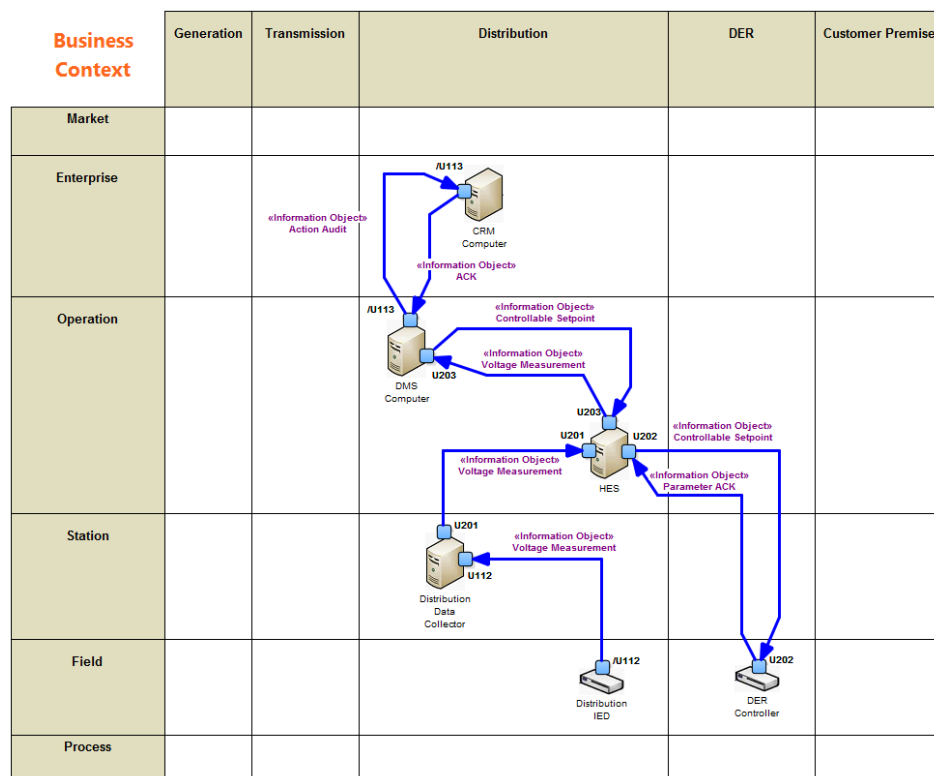 Business
Context
Generation
Transmission
Distribution
DER
Customer Premise
Market
Enterprise
/U113
CRM
Computer
«Information Object»
Action Audit
«Information Object»
ACK
Operation
/U113
«Information Object»
Controllable Setpoint
«Information Object»
Voltage Measurement
U203
DMS
Computer
U203
U201
U202
«Information Object»
Controllable Setpoint
«Information Object»
Voltage Measurement
«Information Object»
Parameter ACK
HES
Station
U201
«Information Object»
Voltage Measurement
U112
Distribution
Data
Collector
Field
/U112
U202
Distribution
IED
DER
Controller
Process